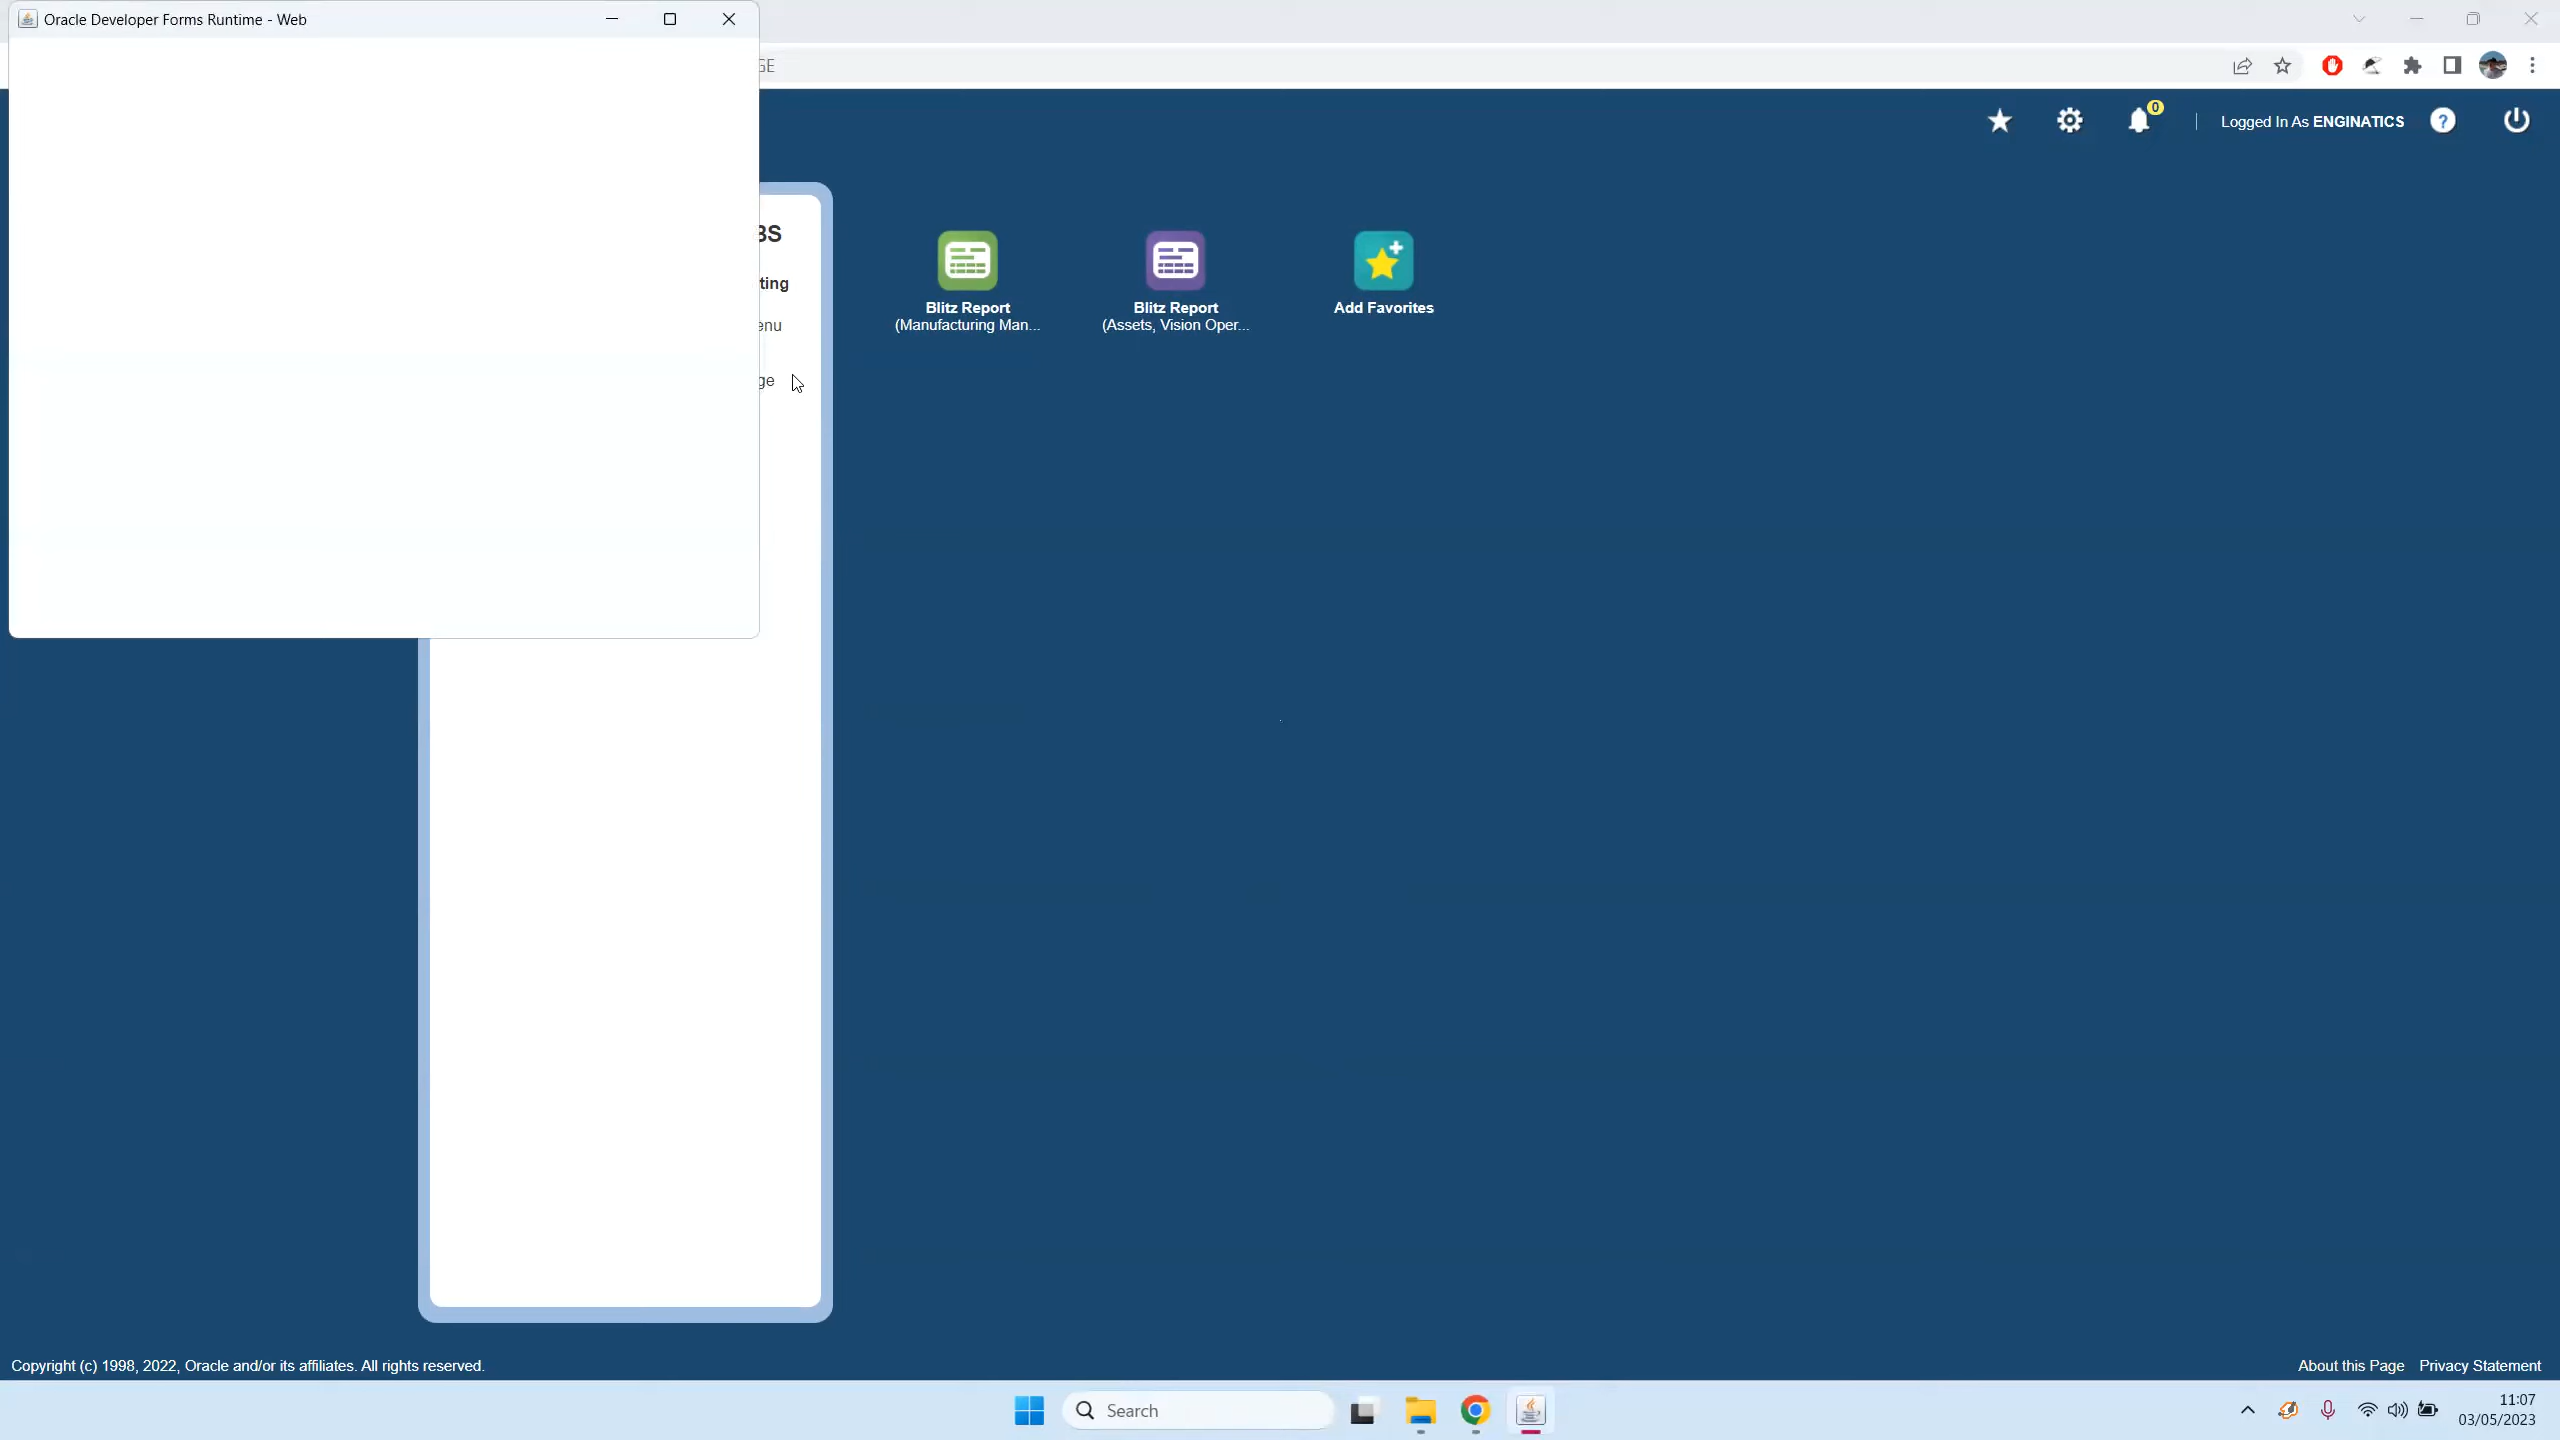 Oracle Developer Forms Runtime - Web
GE
0
Logged In As ENGINATICS
?
BS
ting
enu
ge
Blitz Report
(Manufacturing Man...
Blitz Report
(Assets, Vision Oper...
Add Favorites
Copyright (c) 1998, 2022, Oracle and/or its affiliates. All rights reserved.
About this Page Privacy Statement
Search
11:07
03/05/2023